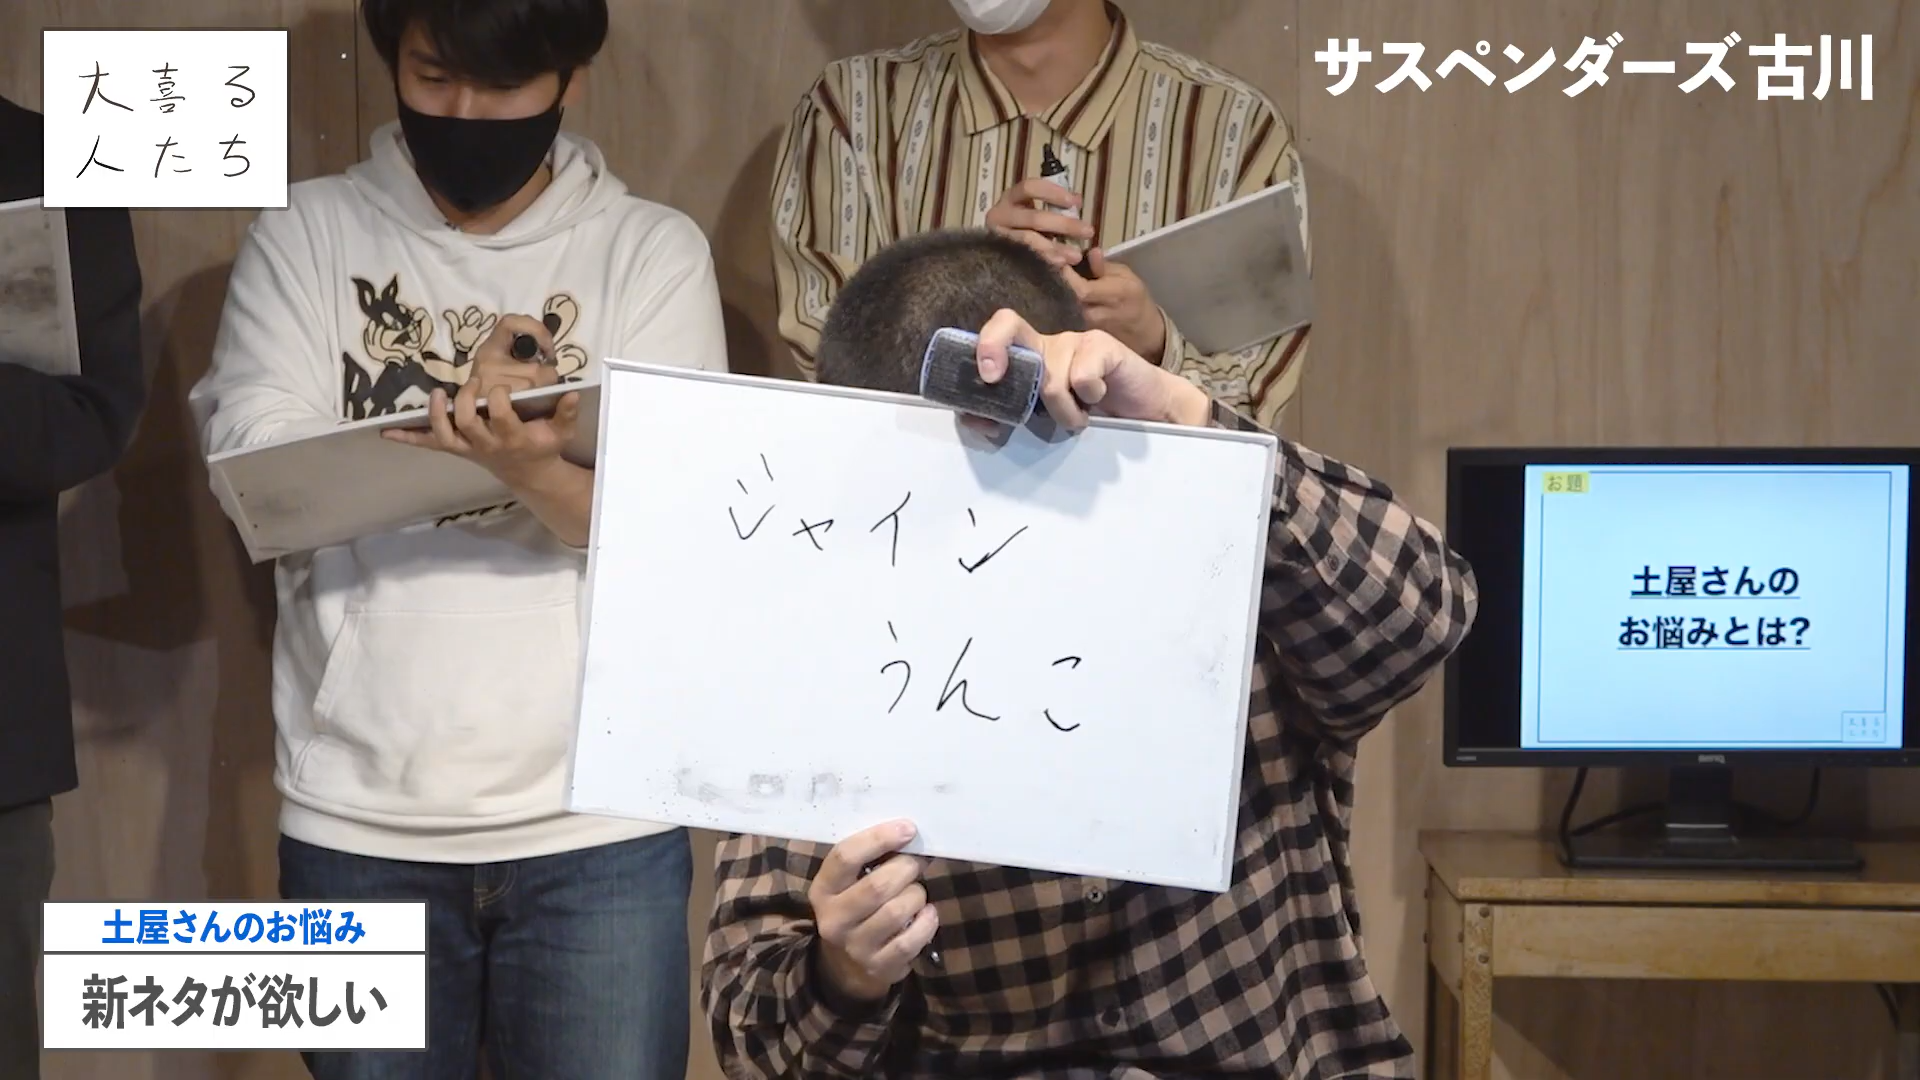 大喜る
人たち
サスペンダーズ古川
ジャイン
うんこ
お題
土屋さんの
お悩みとは?
BenQ
土屋さんのお悩み
新ネタが欲しい